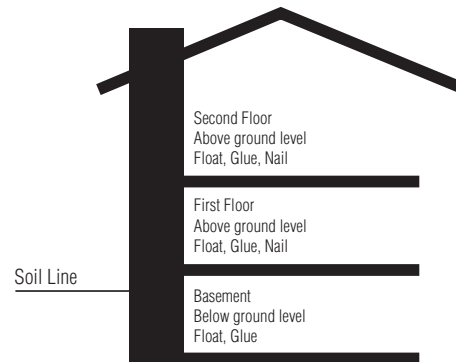 Second Floor
Above ground level
Float, Glue, Nail
First Floor
Above ground level
Float, Glue, Nail
Soil Line
Basement
Below ground level
Float, Glue